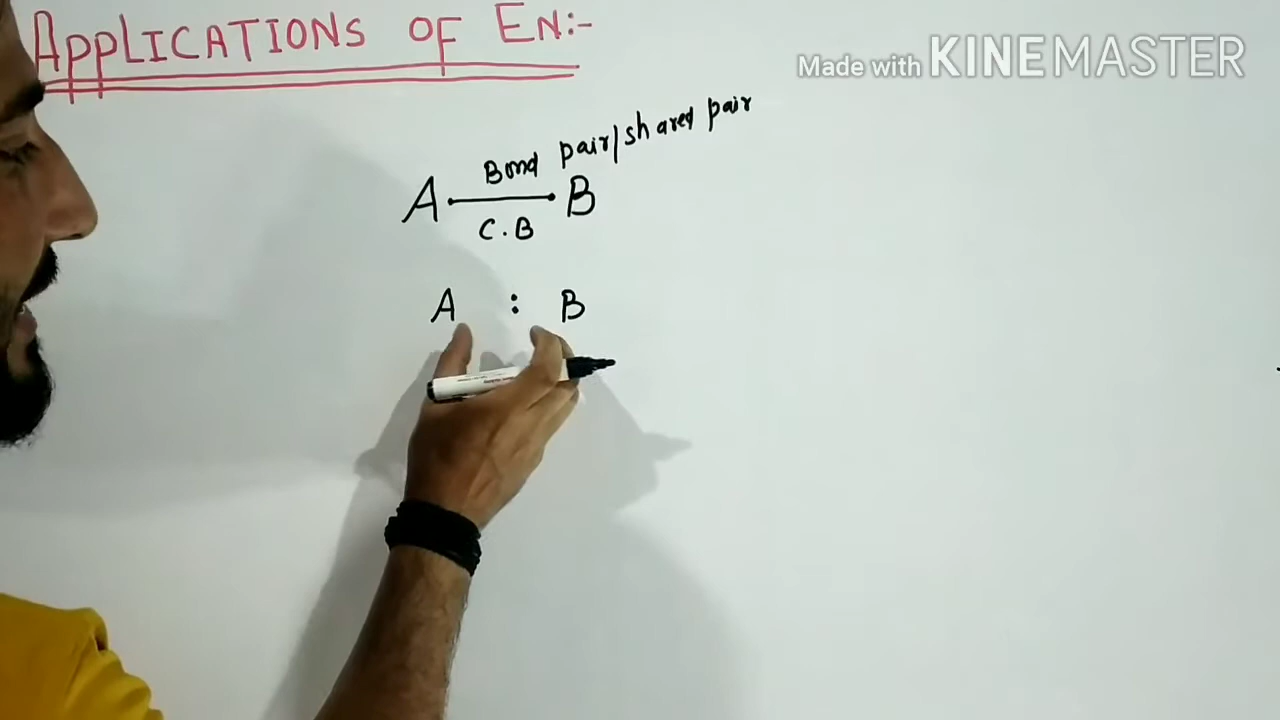 APPLICATIONS OF EN:-
Made with KINEMASTER
Bond pair/shared pair
A B
C.B
A : B